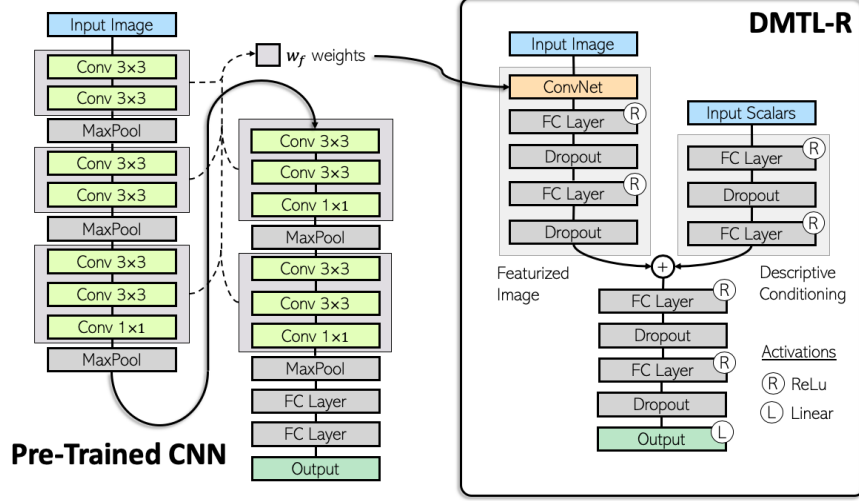 Input Image
Conv 3×3
Conv 3×3
MaxPool
Conv 3×3
Conv 3×3
MaxPool
Conv 3×3
Conv 3×3
Conv 1×1
MaxPool
Pre-Trained CNN
w_f weights
Conv 3×3
Conv 3×3
Conv 1×1
MaxPool
Conv 3×3
Conv 3×3
Conv 1×1
MaxPool
FC Layer
FC Layer
Output
DMTL-R
Input Image
ConvNet
FC Layer R
Dropout
FC Layer R
Dropout
Featurized
Image
Input Scalars
FC Layer R
Dropout
FC Layer R
Descriptive
Conditioning
+
FC Layer R
Dropout
FC Layer R
Dropout
Output L
Activations
R ReLu
L Linear